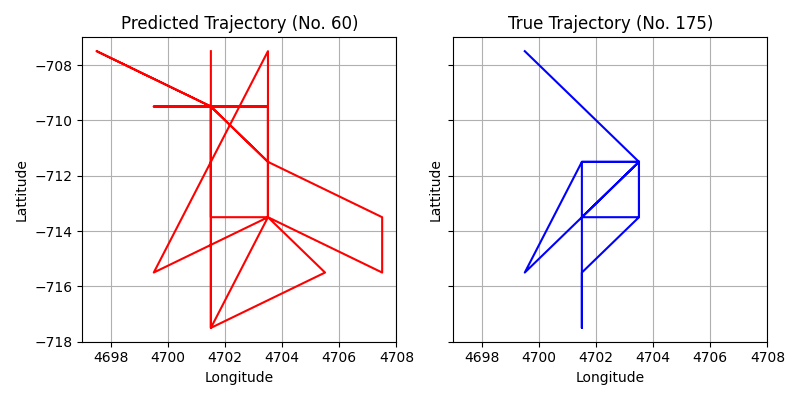 Predicted Trajectory (No. 60)
True Trajectory (No. 175)
Lattitude
−708
−710
−712
−714
−716
−718
4698 4700 4702 4704 4706 4708
Longitude
Lattitude
4698 4700 4702 4704 4706 4708
Longitude